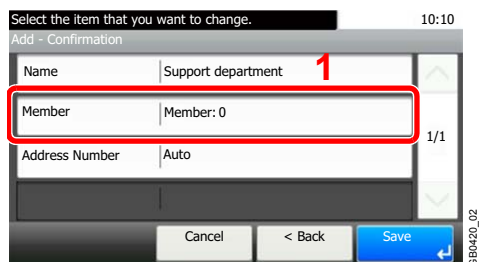 Select the item that you want to change. 10:10
Add - Confirmation
Name Support department 1
Member Member: 0
1/1
Address Number Auto
Cancel < Back Save
GB0420_02